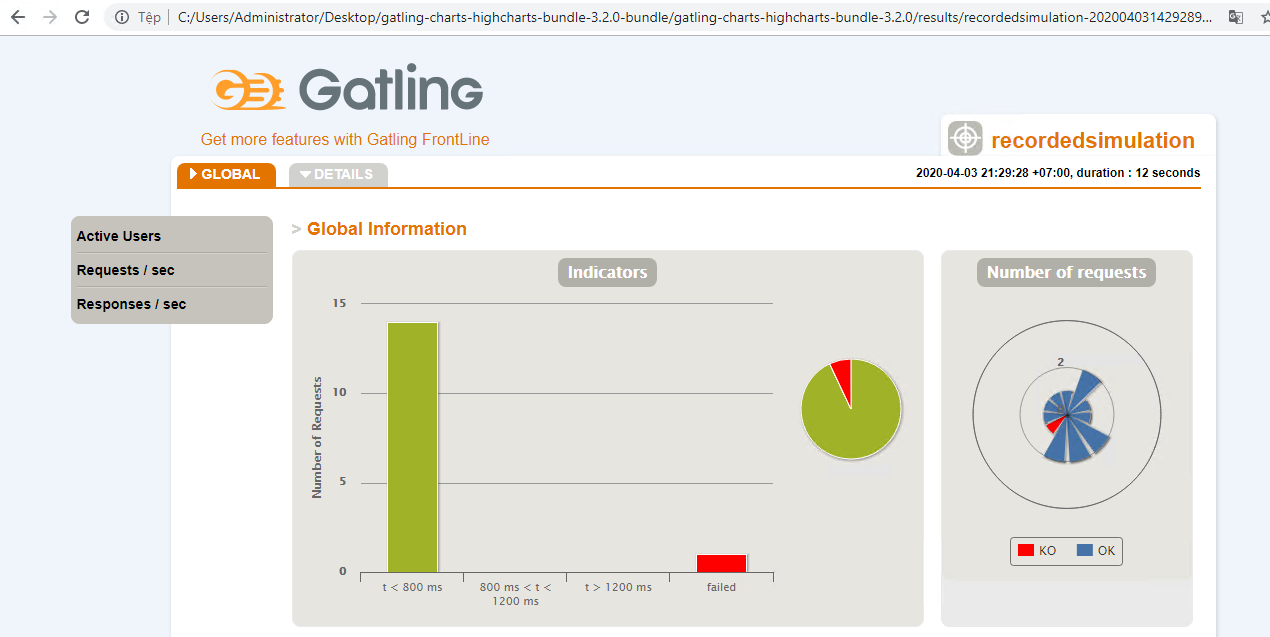 Tệp C:/Users/Administrator/Desktop/gatling-charts-highcharts-bundle-3.2.0-bundle/gatling-charts-highcharts-bundle-3.2.0/results/recordedsimulation-202004031429289...
Gatling
Get more features with Gatling FrontLine
recordedsimulation
GLOBAL
DETAILS
2020-04-03 21:29:28 +07:00, duration : 12 seconds
Active Users
Requests / sec
Responses / sec
> Global Information
Indicators
Number of Requests
15
10
5
0
t < 800 ms
800 ms < t <
1200 ms
t > 1200 ms
failed
Number of requests
2
KO
OK